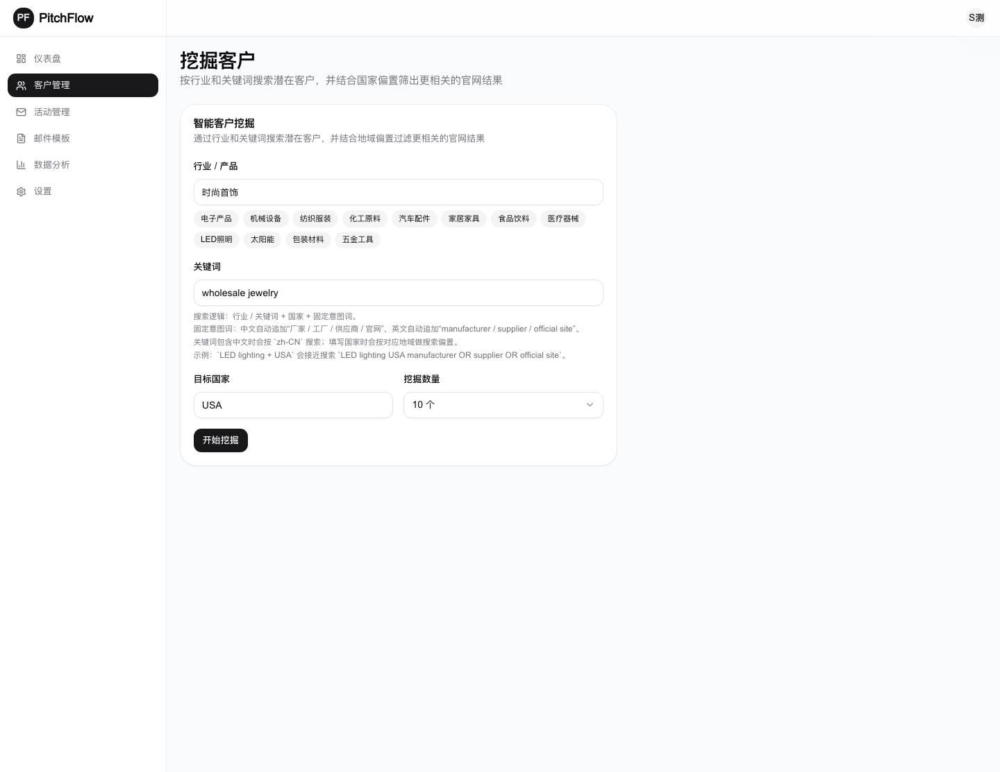 PF PitchFlow
S测
仪表盘
客户管理
活动管理
邮件模板
数据分析
设置
挖掘客户
按行业和关键词搜索潜在客户，并结合国家偏置筛出更相关的官网结果
智能客户挖掘
通过行业和关键词搜索潜在客户，并结合地域偏置过滤更相关的官网结果
行业 / 产品
时尚首饰
电子产品 机械设备 纺织服装 化工原料 汽车配件 家居家具 食品饮料 医疗器械
LED照明 太阳能 包装材料 五金工具
关键词
wholesale jewelry
搜索逻辑：行业 / 关键词 + 国家 + 固定意图词。
固定意图词：中文自动追加“厂家 / 工厂 / 供应商 / 官网”，英文自动追加“manufacturer / supplier / official site”。
关键词包含中文时会按 `zh-CN` 搜索；填写国家时会按对应地域做搜索偏置。
示例：`LED lighting + USA` 会接近搜索 `LED lighting USA manufacturer OR supplier OR official site`。
目标国家 挖掘数量
USA 10 个
开始挖掘